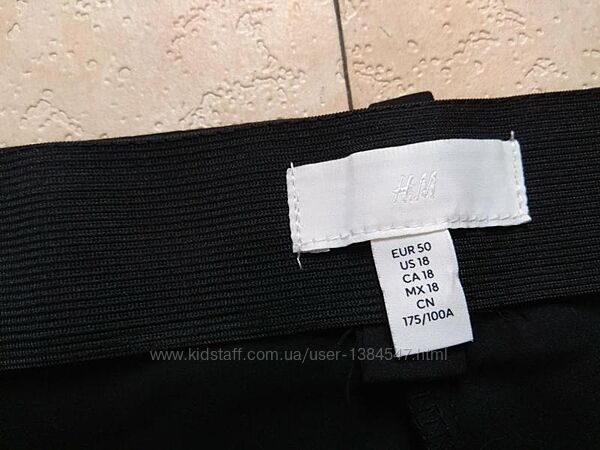 H.M
EUR 50
US 18
CA 18
MX 18
CN
175/100A
www.kidstaff.com.ua/user-1384547.html